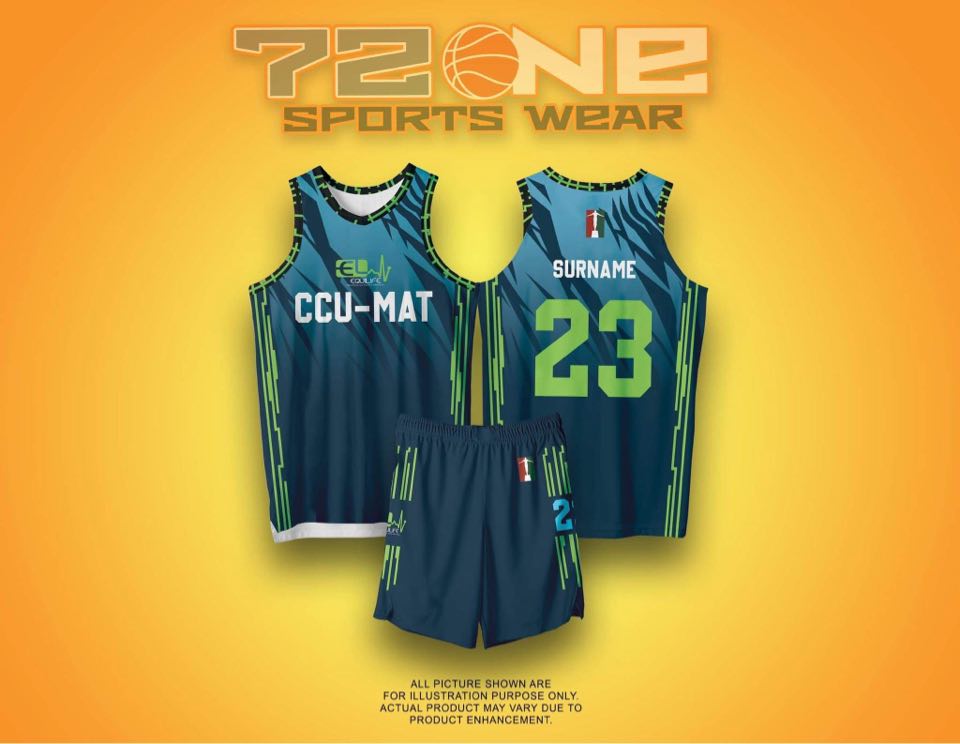 7ZONE
SPORTS WEAR
EL
EQUILIFE
CCU-MAT
SURNAME
23
2
ALL PICTURE SHOWN ARE
FOR ILLUSTRATION PURPOSE ONLY.
ACTUAL PRODUCT MAY VARY DUE TO
PRODUCT ENHANCEMENT.